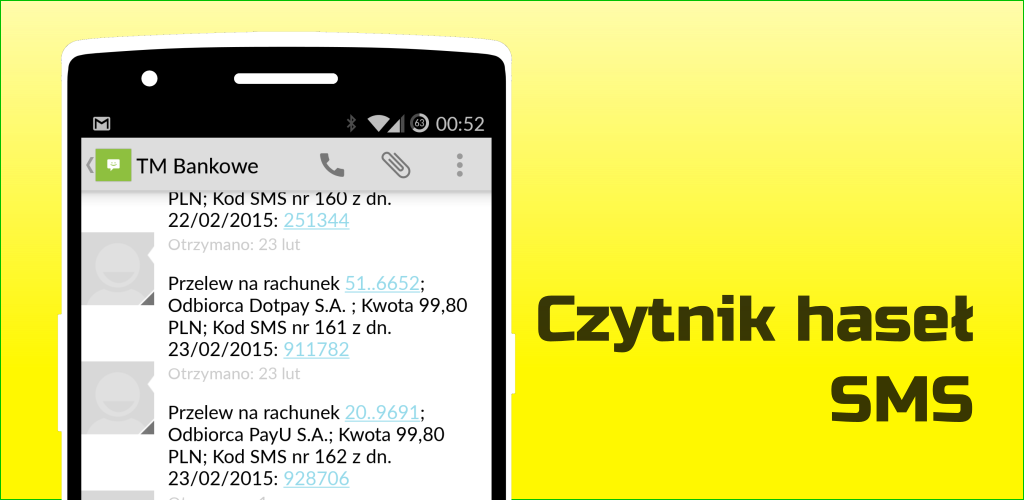 63 00:52
TM Bankowe
PLN; Kod SMS nr 160 z dn.
22/02/2015: 251344
Otrzymano: 23 lut
Przelew na rachunek 51..6652;
Odbiorca Dotpay S.A. ; Kwota 99,80
PLN; Kod SMS nr 161 z dn.
23/02/2015: 911782
Otrzymano: 23 lut
Przelew na rachunek 20..9691;
Odbiorca PayU S.A.; Kwota 99,80
PLN; Kod SMS nr 162 z dn.
23/02/2015: 928706
Czytnik haseł
SMS